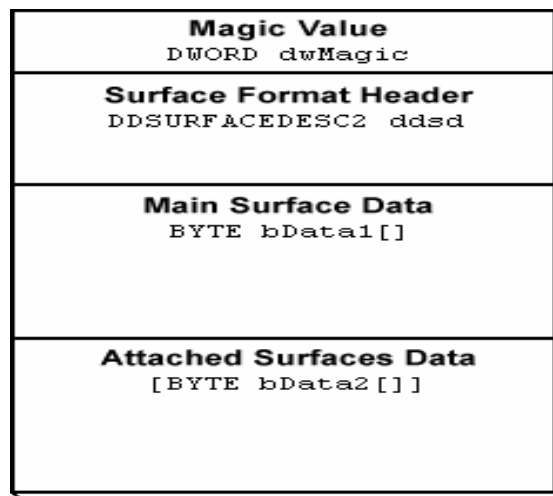 Magic Value
DWORD dwMagic
Surface Format Header
DDSURFACEDESC2 ddsd
Main Surface Data
BYTE bData1[]
Attached Surfaces Data
[BYTE bData2[]]